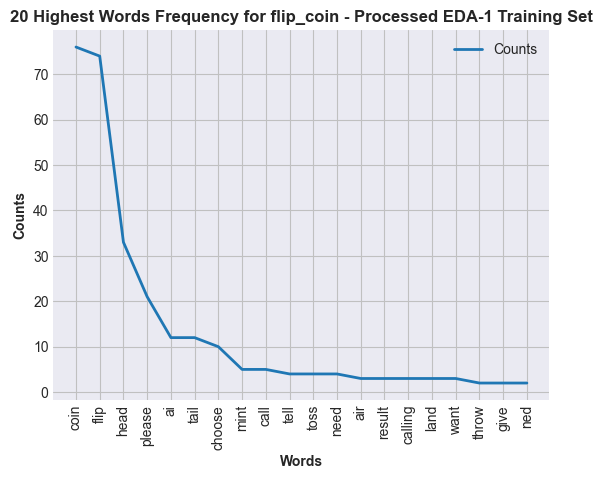 20 Highest Words Frequency for flip_coin - Processed EDA-1 Training Set
Counts
Counts
70
60
50
40
30
20
10
0
coin
flip
head
please
ai
tail
choose
mint
call
tell
toss
need
air
result
calling
land
want
throw
give
ned
Words